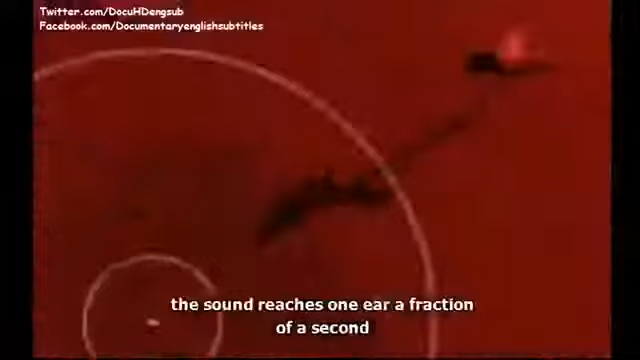 Twitter.com/DocuHDengsub
Facebook.com/Documentaryenglishsubtitles
the sound reaches one ear a fraction
of a second